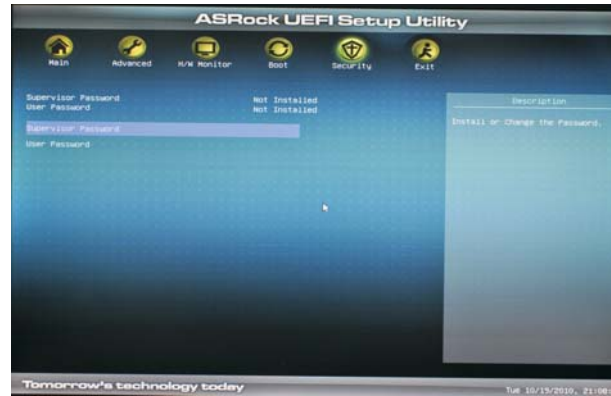 ASRock UEFI Setup Utility
Main Advanced H/W Monitor Boot Security Exit
Supervisor Password Not Installed
User Password Not Installed
Supervisor Password
User Password
Description
Install or Change the Password.
Tomorrow's technology today
Tue 10/19/2010, 21:00: